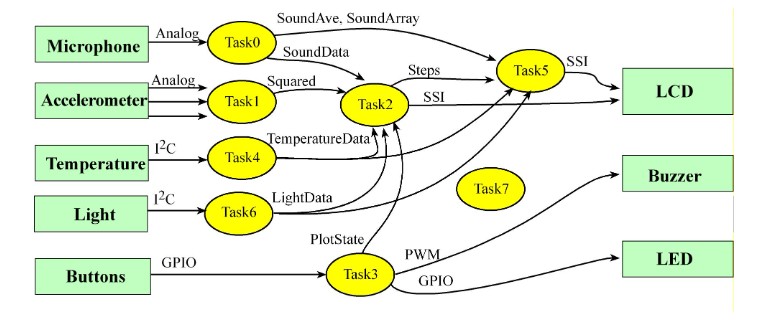 SoundAve, SoundArray
Microphone
Analog
Task0
SoundData
Steps
Task5
SSI
LCD
Accelerometer
Analog
Task1
Squared
Task2
SSI
Temperature
I²C
Task4
TemperatureData
Task7
Buzzer
Light
I²C
Task6
LightData
PlotState
PWM
Buttons
GPIO
Task3
GPIO
LED